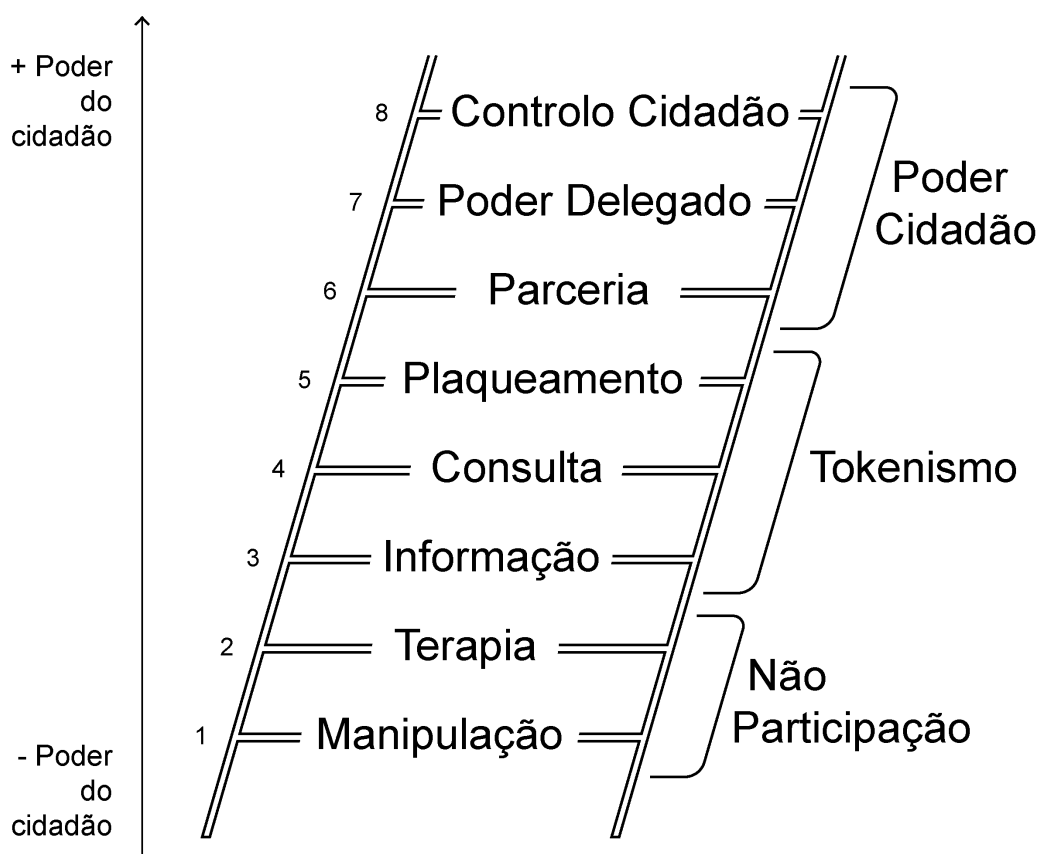 + Poder
do
cidadão
8
Controlo Cidadão
7
Poder Delegado
6
Parceria
Poder
Cidadão
5
Plaqueamento
4
Consulta
3
Informação
Tokenismo
2
Terapia
1
Manipulação
Não
Participação
- Poder
do
cidadão